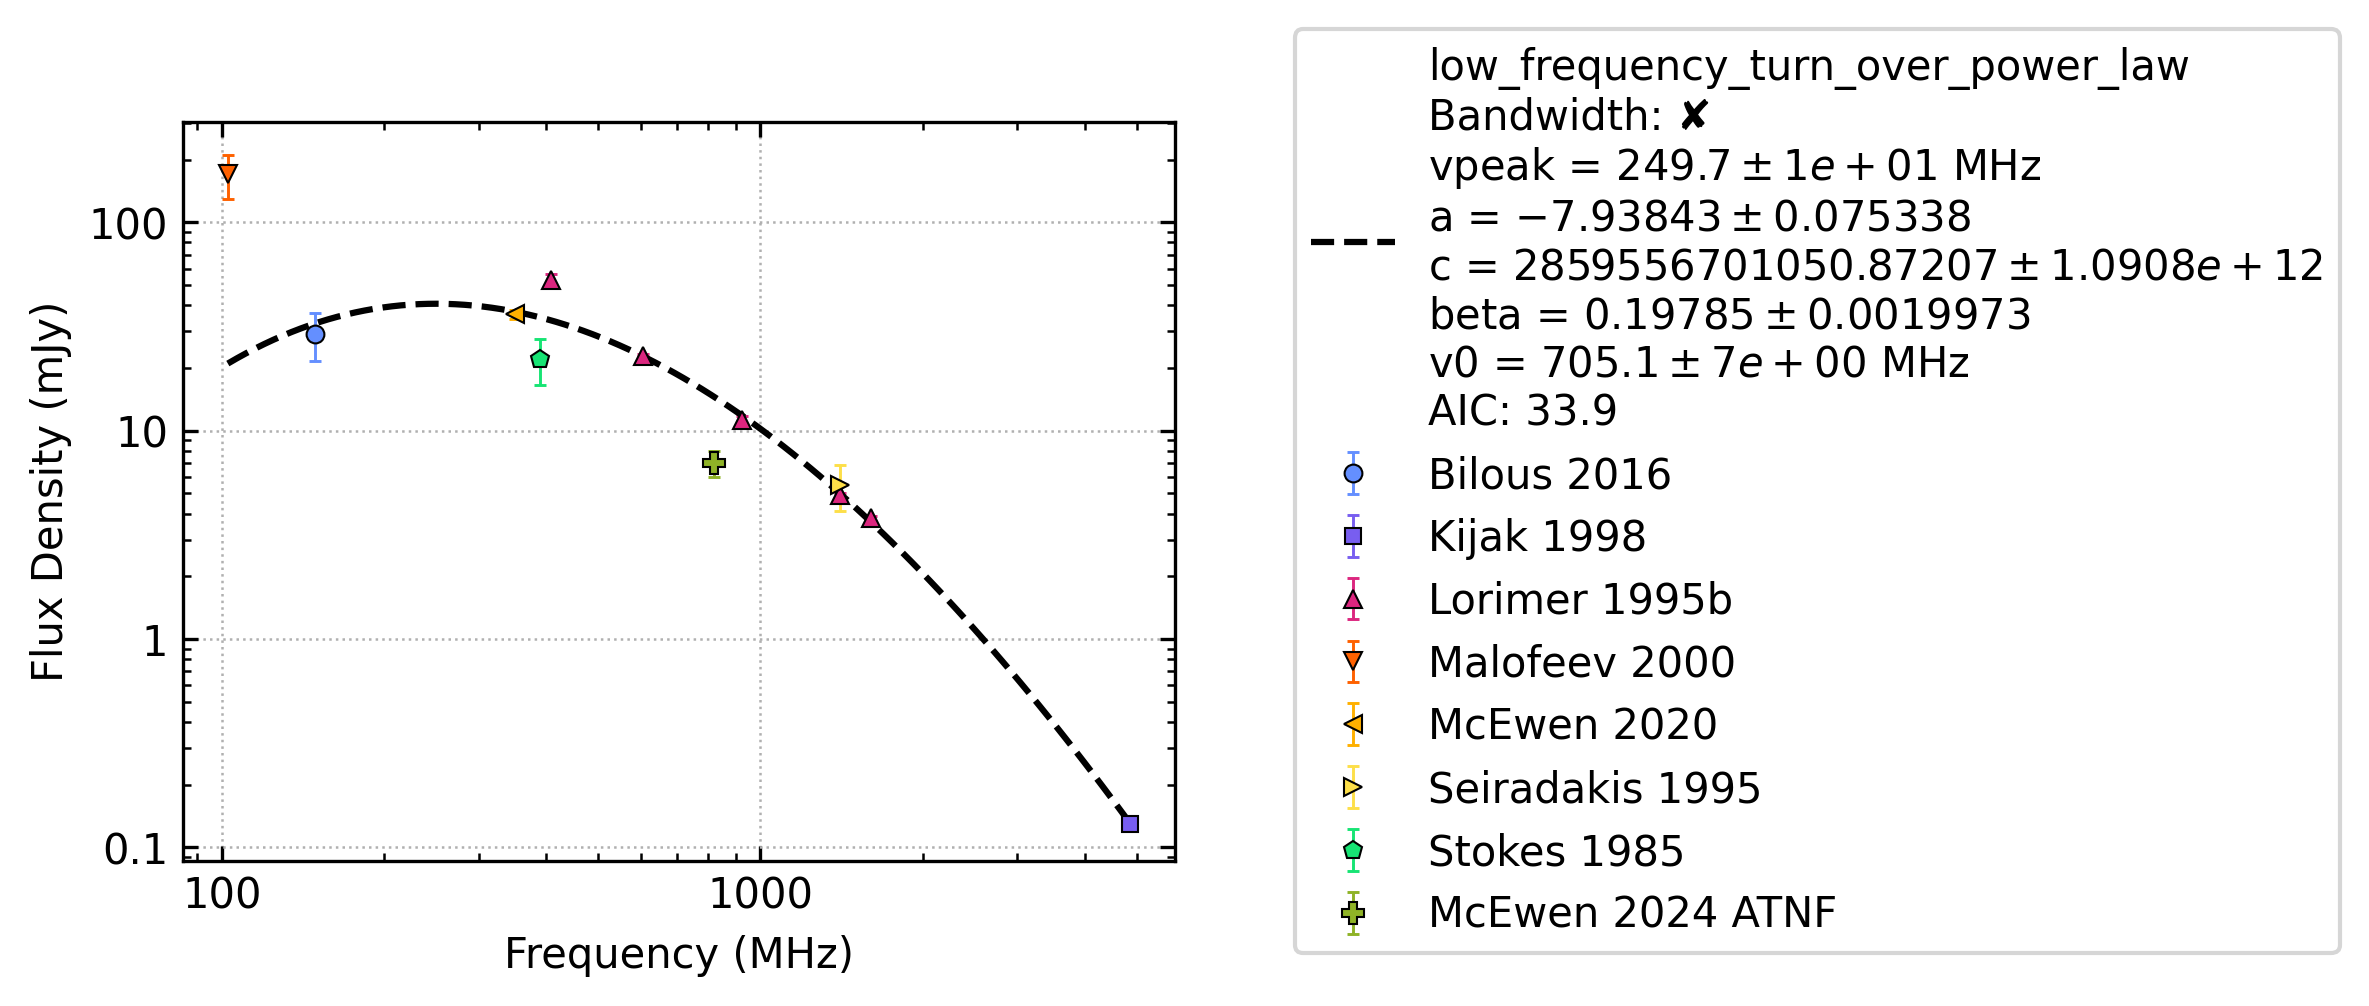 100
10
1
0.1
100
1000
Flux Density (mJy)
Frequency (MHz)
low_frequency_turn_over_power_law
Bandwidth: ✘
vpeak = 249.7 ± 1e + 01 MHz
a = −7.93843 ± 0.075338
c = 2859556701050.87207 ± 1.0908e + 12
beta = 0.19785 ± 0.0019973
v0 = 705.1 ± 7e + 00 MHz
AIC: 33.9
Bilous 2016
Kijak 1998
Lorimer 1995b
Malofeev 2000
McEwen 2020
Seiradakis 1995
Stokes 1985
McEwen 2024 ATNF